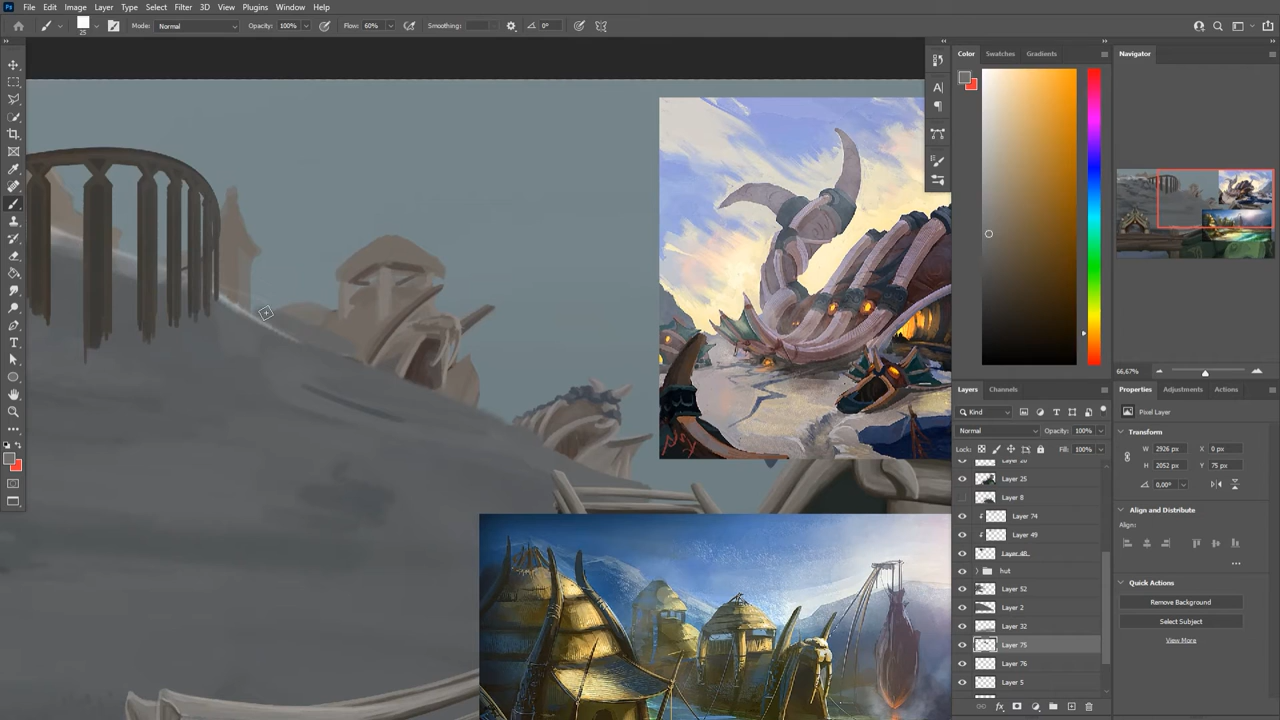 Ps File Edit Image Layer Type Select Filter 3D View Plugins Window Help
25 Mode: Normal Opacity: 100% Flow: 60% Smoothing: 0°
Color Swatches Gradients
Navigator
66,67%
Layers Channels
Kind
Normal Opacity: 100%
Lock: Fill: 100%
Layer 25
Layer 8
Layer 74
Layer 49
Layer 48
hut
Layer 52
Layer 2
Layer 32
Layer 75
Layer 76
Layer 5
Properties Adjustments Actions
Pixel Layer
Transform
W 2926 px X 0 px
H 2052 px Y 75 px
0,00°
Align and Distribute
Align:
Quick Actions
Remove Background
Select Subject
View More